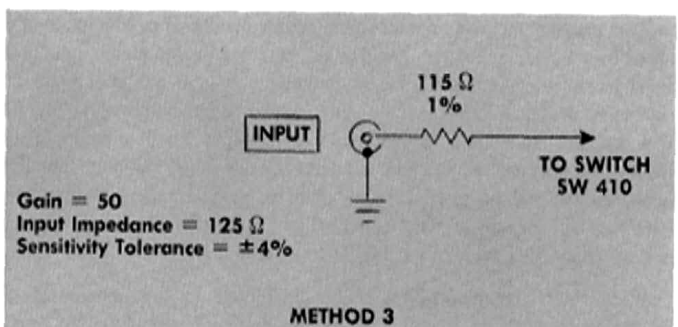 115 Ω
1%
INPUT
TO SWITCH
SW 410
Gain = 50
Input Impedance = 125 Ω
Sensitivity Tolerance = ±4%
METHOD 3